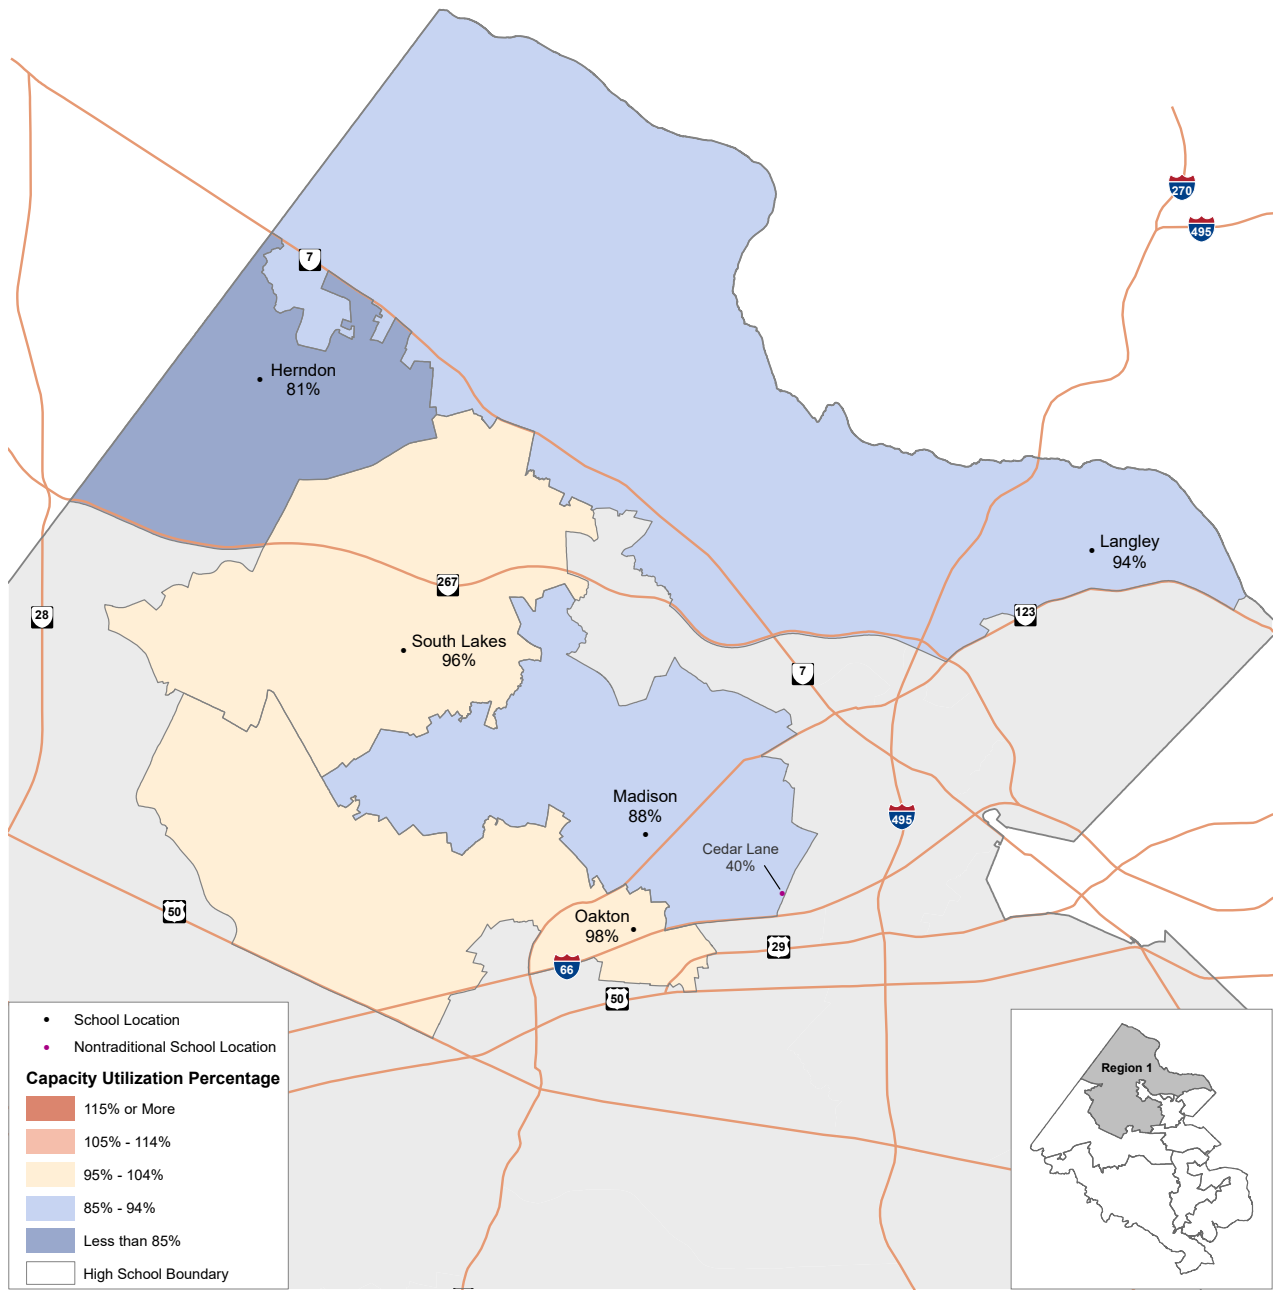 270
495
7
Herndon
81%
Langley
94%
267
28
123
South Lakes
96%
7
Madison
88%
495
Cedar Lane
40%
50
Oakton
98%
29
66
50
School Location
Nontraditional School Location
Capacity Utilization Percentage
115% or More
105% - 114%
95% - 104%
85% - 94%
Less than 85%
High School Boundary
Region 1